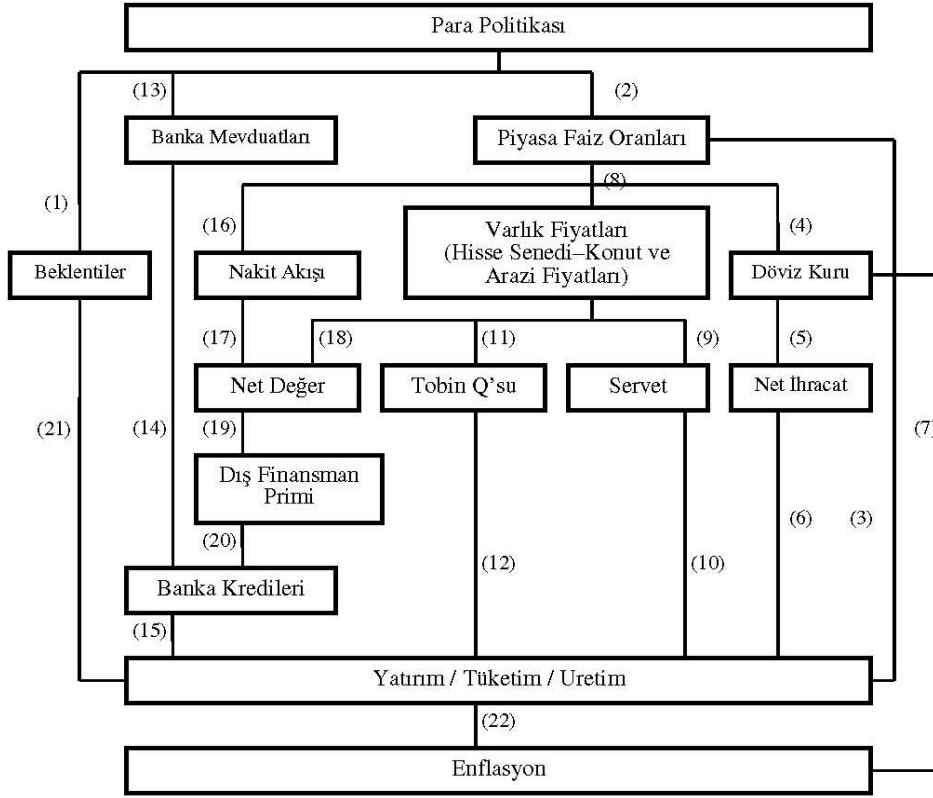 Para Politikası
(13)
(2)
Banka Mevduatları
Piyasa Faiz Oranları
(8)
(1)
(16)
(4)
Varlık Fiyatları
(Hisse Senedi–Konut ve
Arazi Fiyatları)
Beklentiler
Nakit Akışı
Döviz Kuru
(17)
(18)
(11)
(9)
(5)
Net Değer
Tobin Q’su
Servet
Net İhracat
(21)
(14)
(19)
(7)
Dış Finansman
Primi
(6)
(3)
(20)
(12)
(10)
Banka Kredileri
(15)
Yatırım / Tüketim / Uretim
(22)
Enflasyon